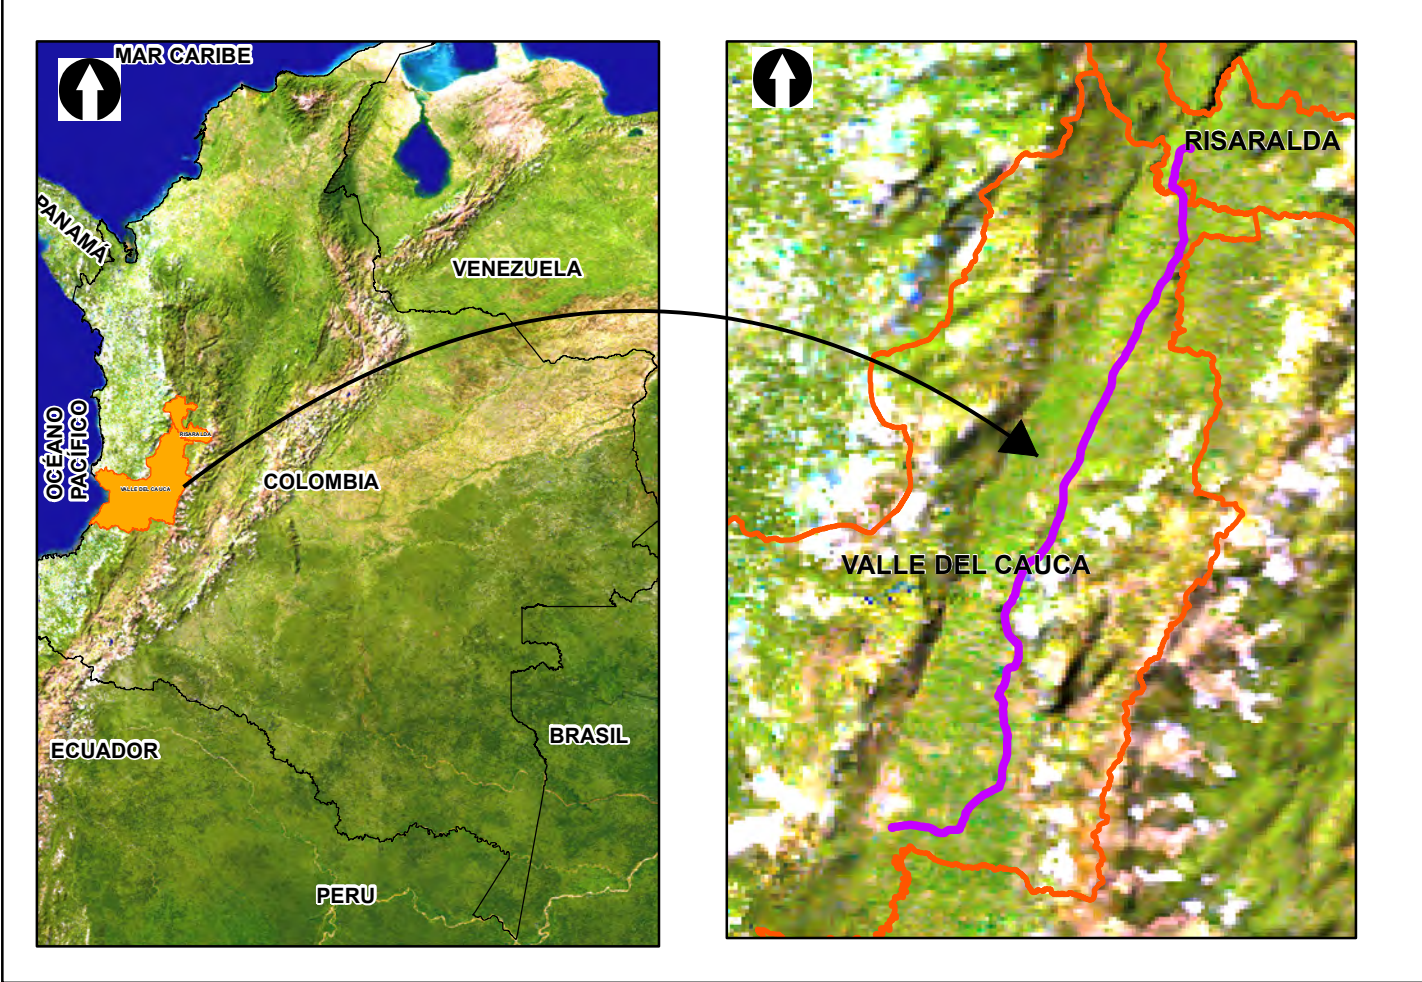 MAR CARIBE
PANAMÁ
VENEZUELA
OCÉANO
PACÍFICO
RISARALDA
VALLE DEL CAUCA
COLOMBIA
ECUADOR
BRASIL
PERU
RISARALDA
VALLE DEL CAUCA